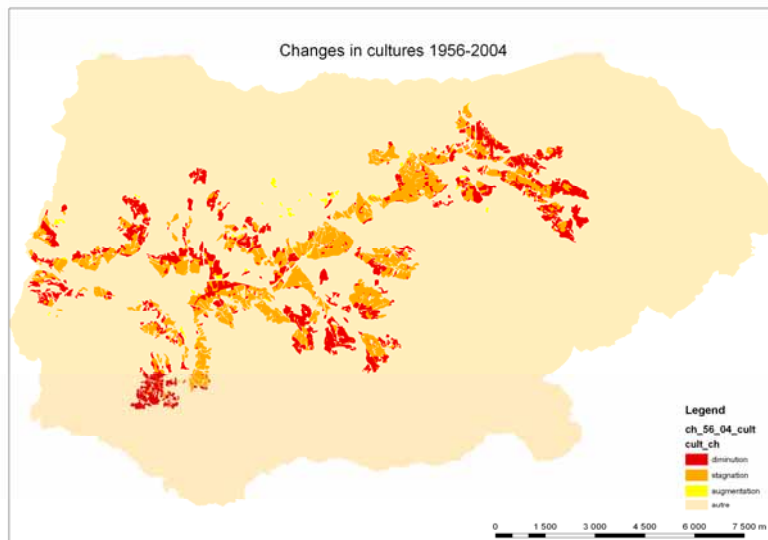 Changes in cultures 1956-2004
Legend
ch_56_04_cult
cult_ch
diminution
stagnation
augmentation
autre
0 1 500 3 000 4 500 6 000 7 500 m